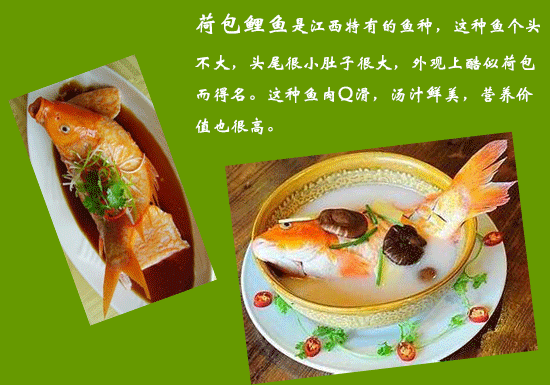 荷包鲤鱼是江西特有的鱼种，这种鱼个头
不大，头尾很小肚子很大，外观上酷似荷包
而得名。这种鱼肉Q滑，汤汁鲜美，营养价
值也很高。